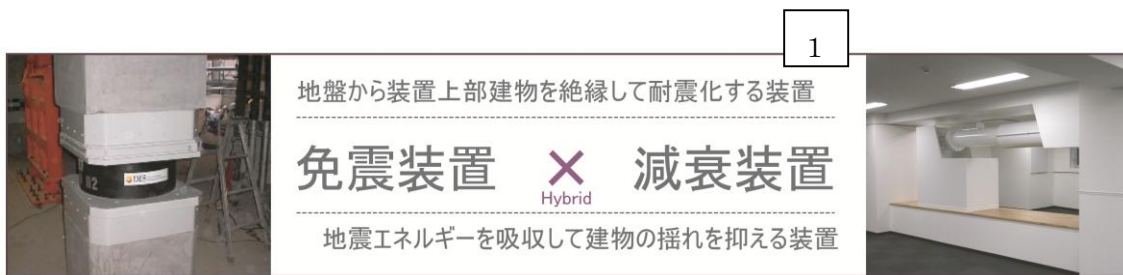 1
地盤から装置上部建物を絶縁して耐震化する装置
免震装置 × 減衰装置
Hybrid
地震エネルギーを吸収して建物の揺れを抑える装置